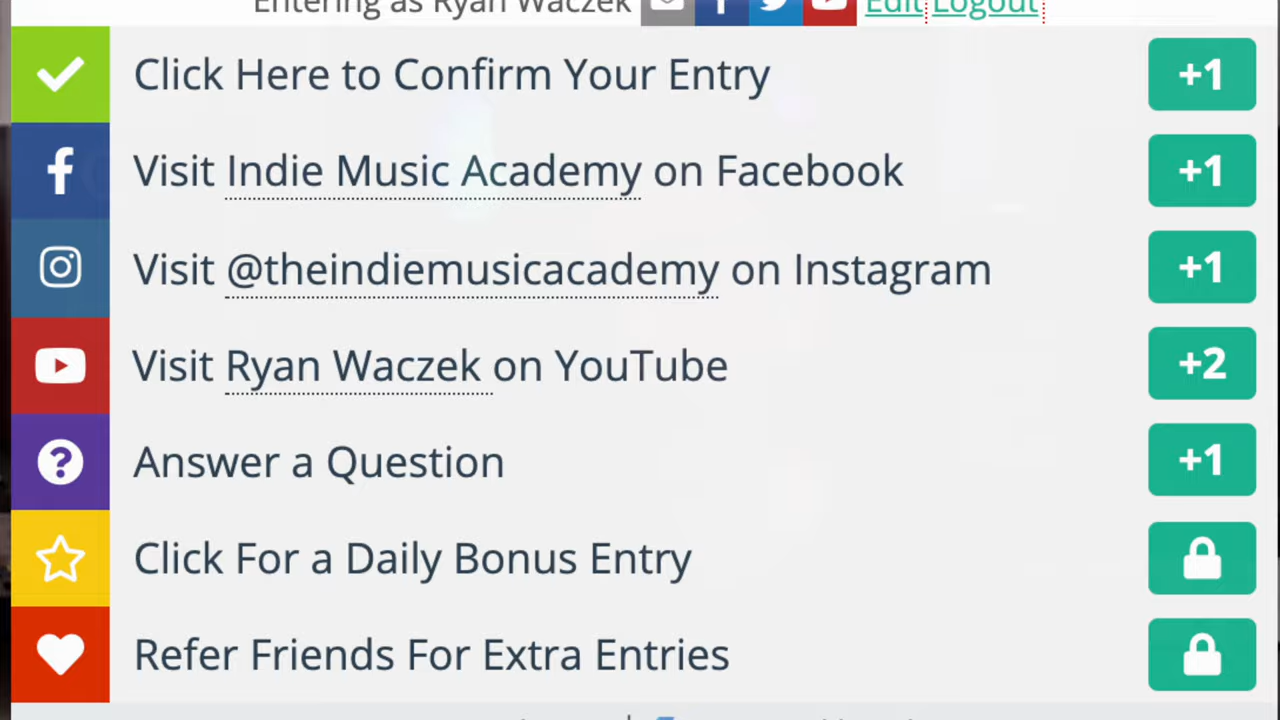 Entering as Ryan Waczek Edit Logout
Click Here to Confirm Your Entry +1
Visit Indie Music Academy on Facebook +1
Visit @theindiemusicacademy on Instagram +1
Visit Ryan Waczek on YouTube +2
Answer a Question +1
Click For a Daily Bonus Entry
Refer Friends For Extra Entries